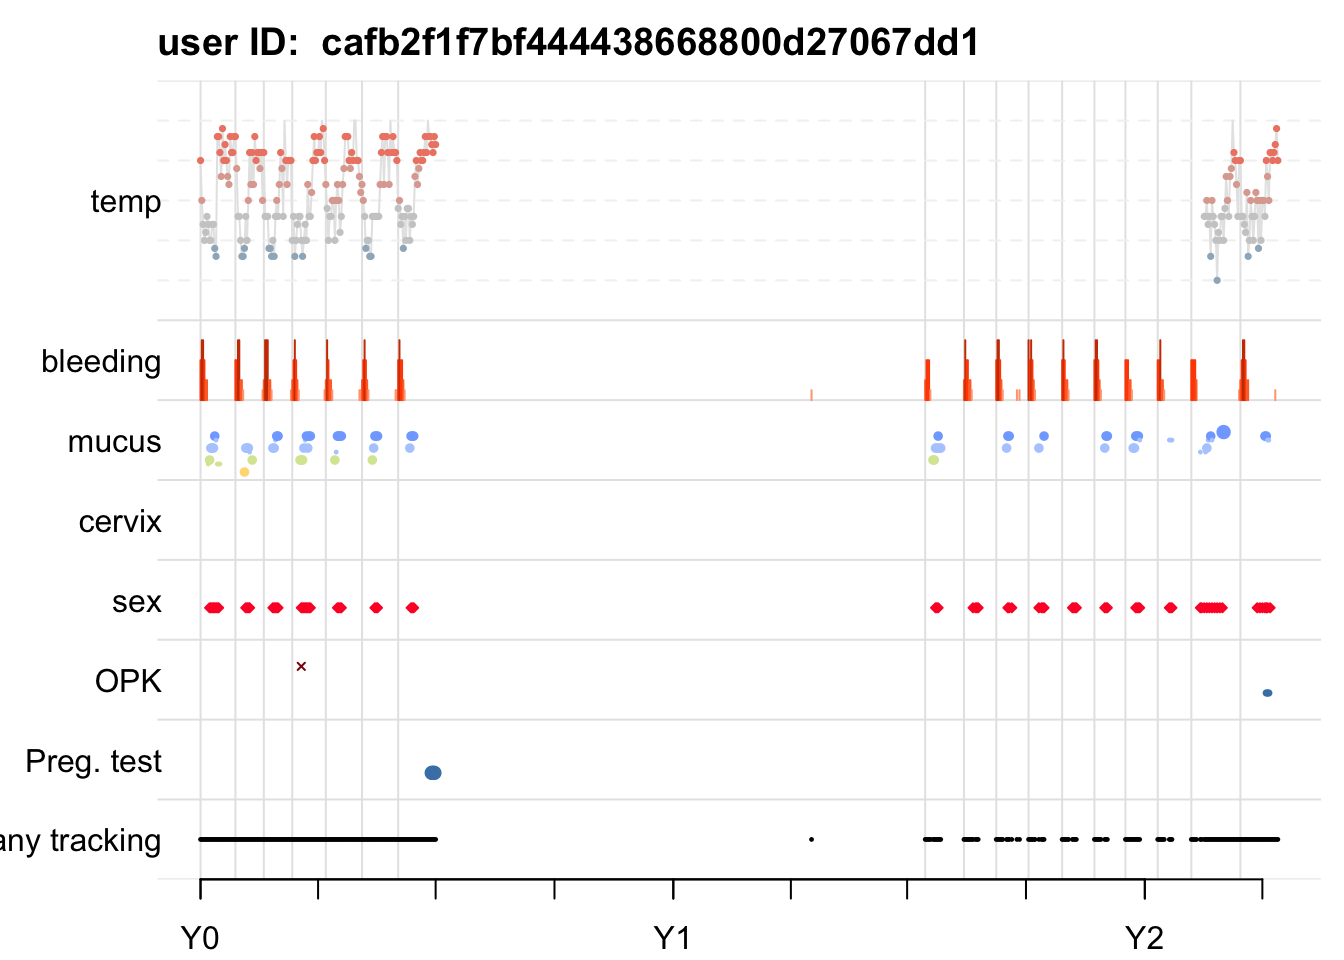 user ID:  cafb2f1f7bf444438668800d27067dd1
temp
bleeding
mucus
cervix
sex
OPK
Preg. test
any tracking
Y0 Y1 Y2